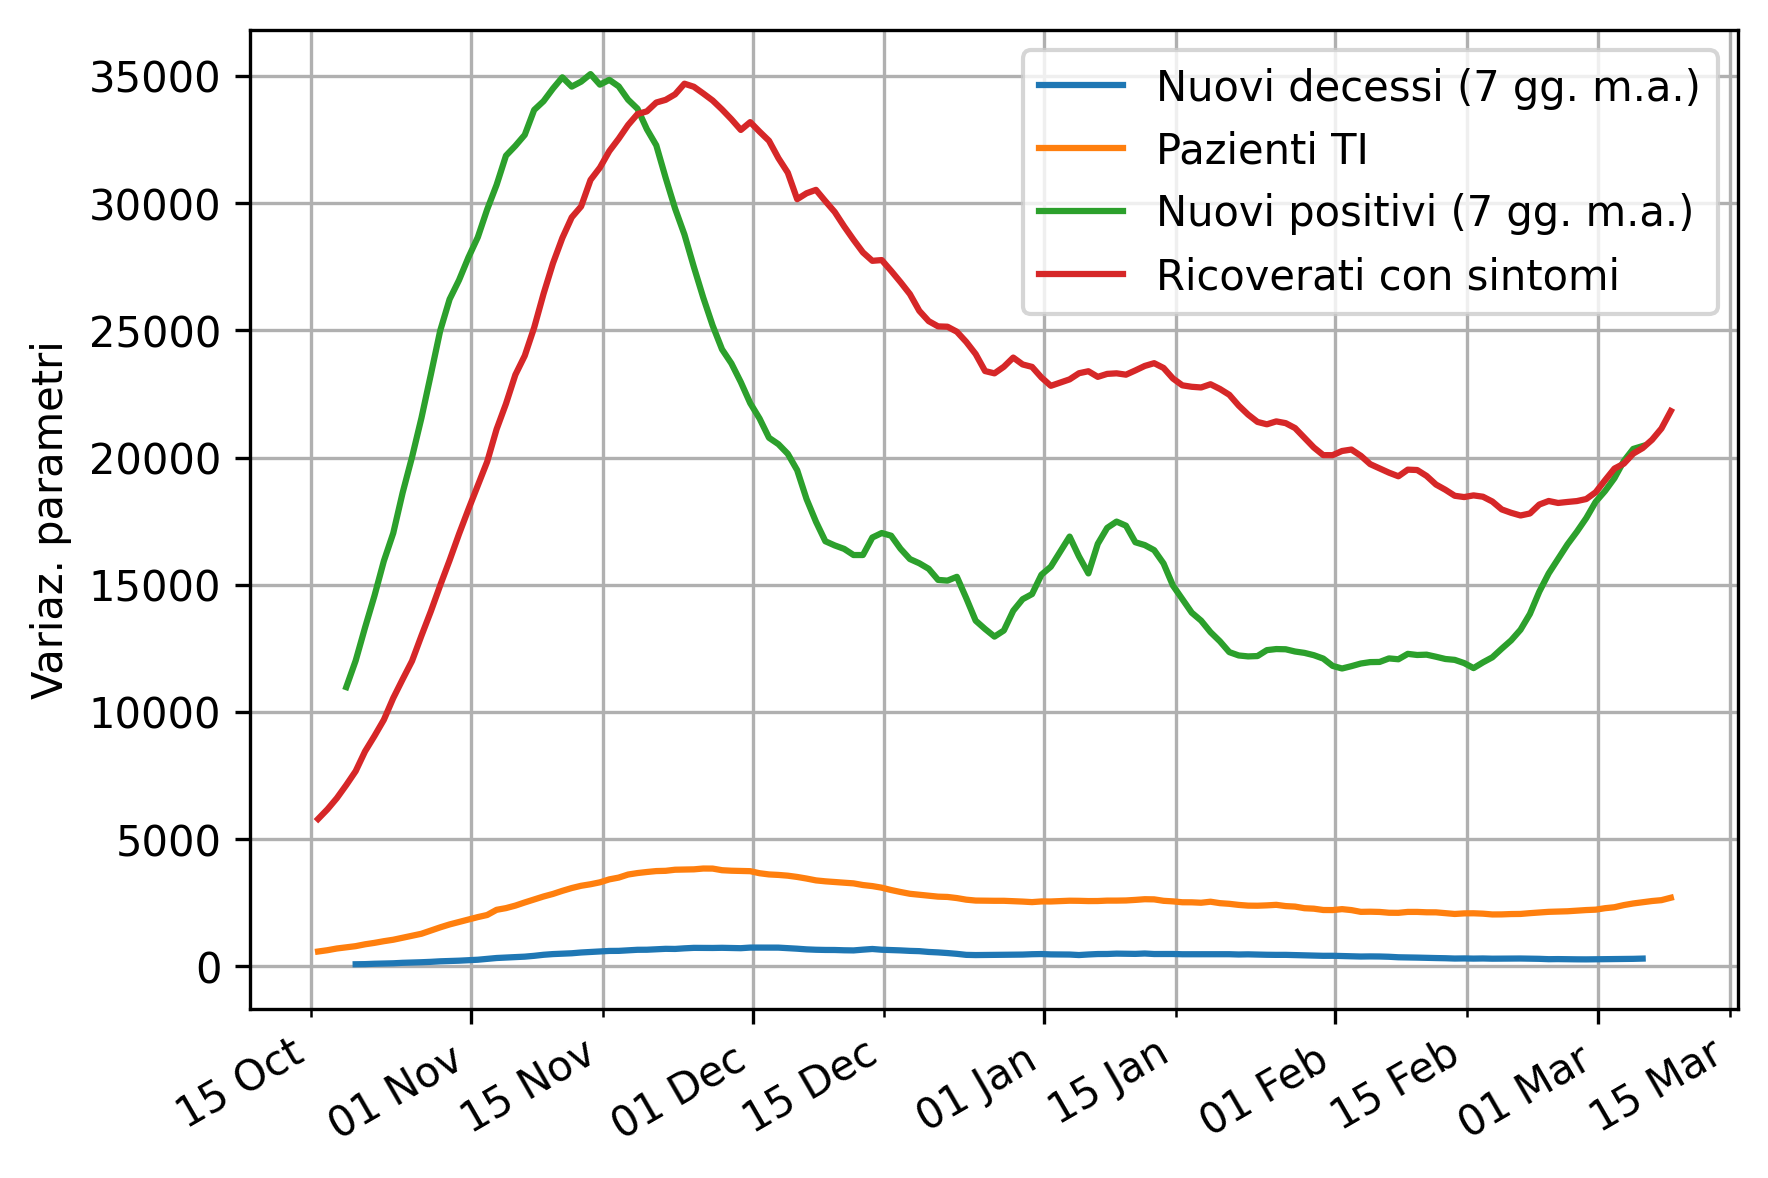 Nuovi decessi (7 gg. m.a.)
Pazienti TI
Nuovi positivi (7 gg. m.a.)
Ricoverati con sintomi
Variaz. parametri
35000
30000
25000
20000
15000
10000
5000
0
15 Oct
01 Nov
15 Nov
01 Dec
15 Dec
01 Jan
15 Jan
01 Feb
15 Feb
01 Mar
15 Mar